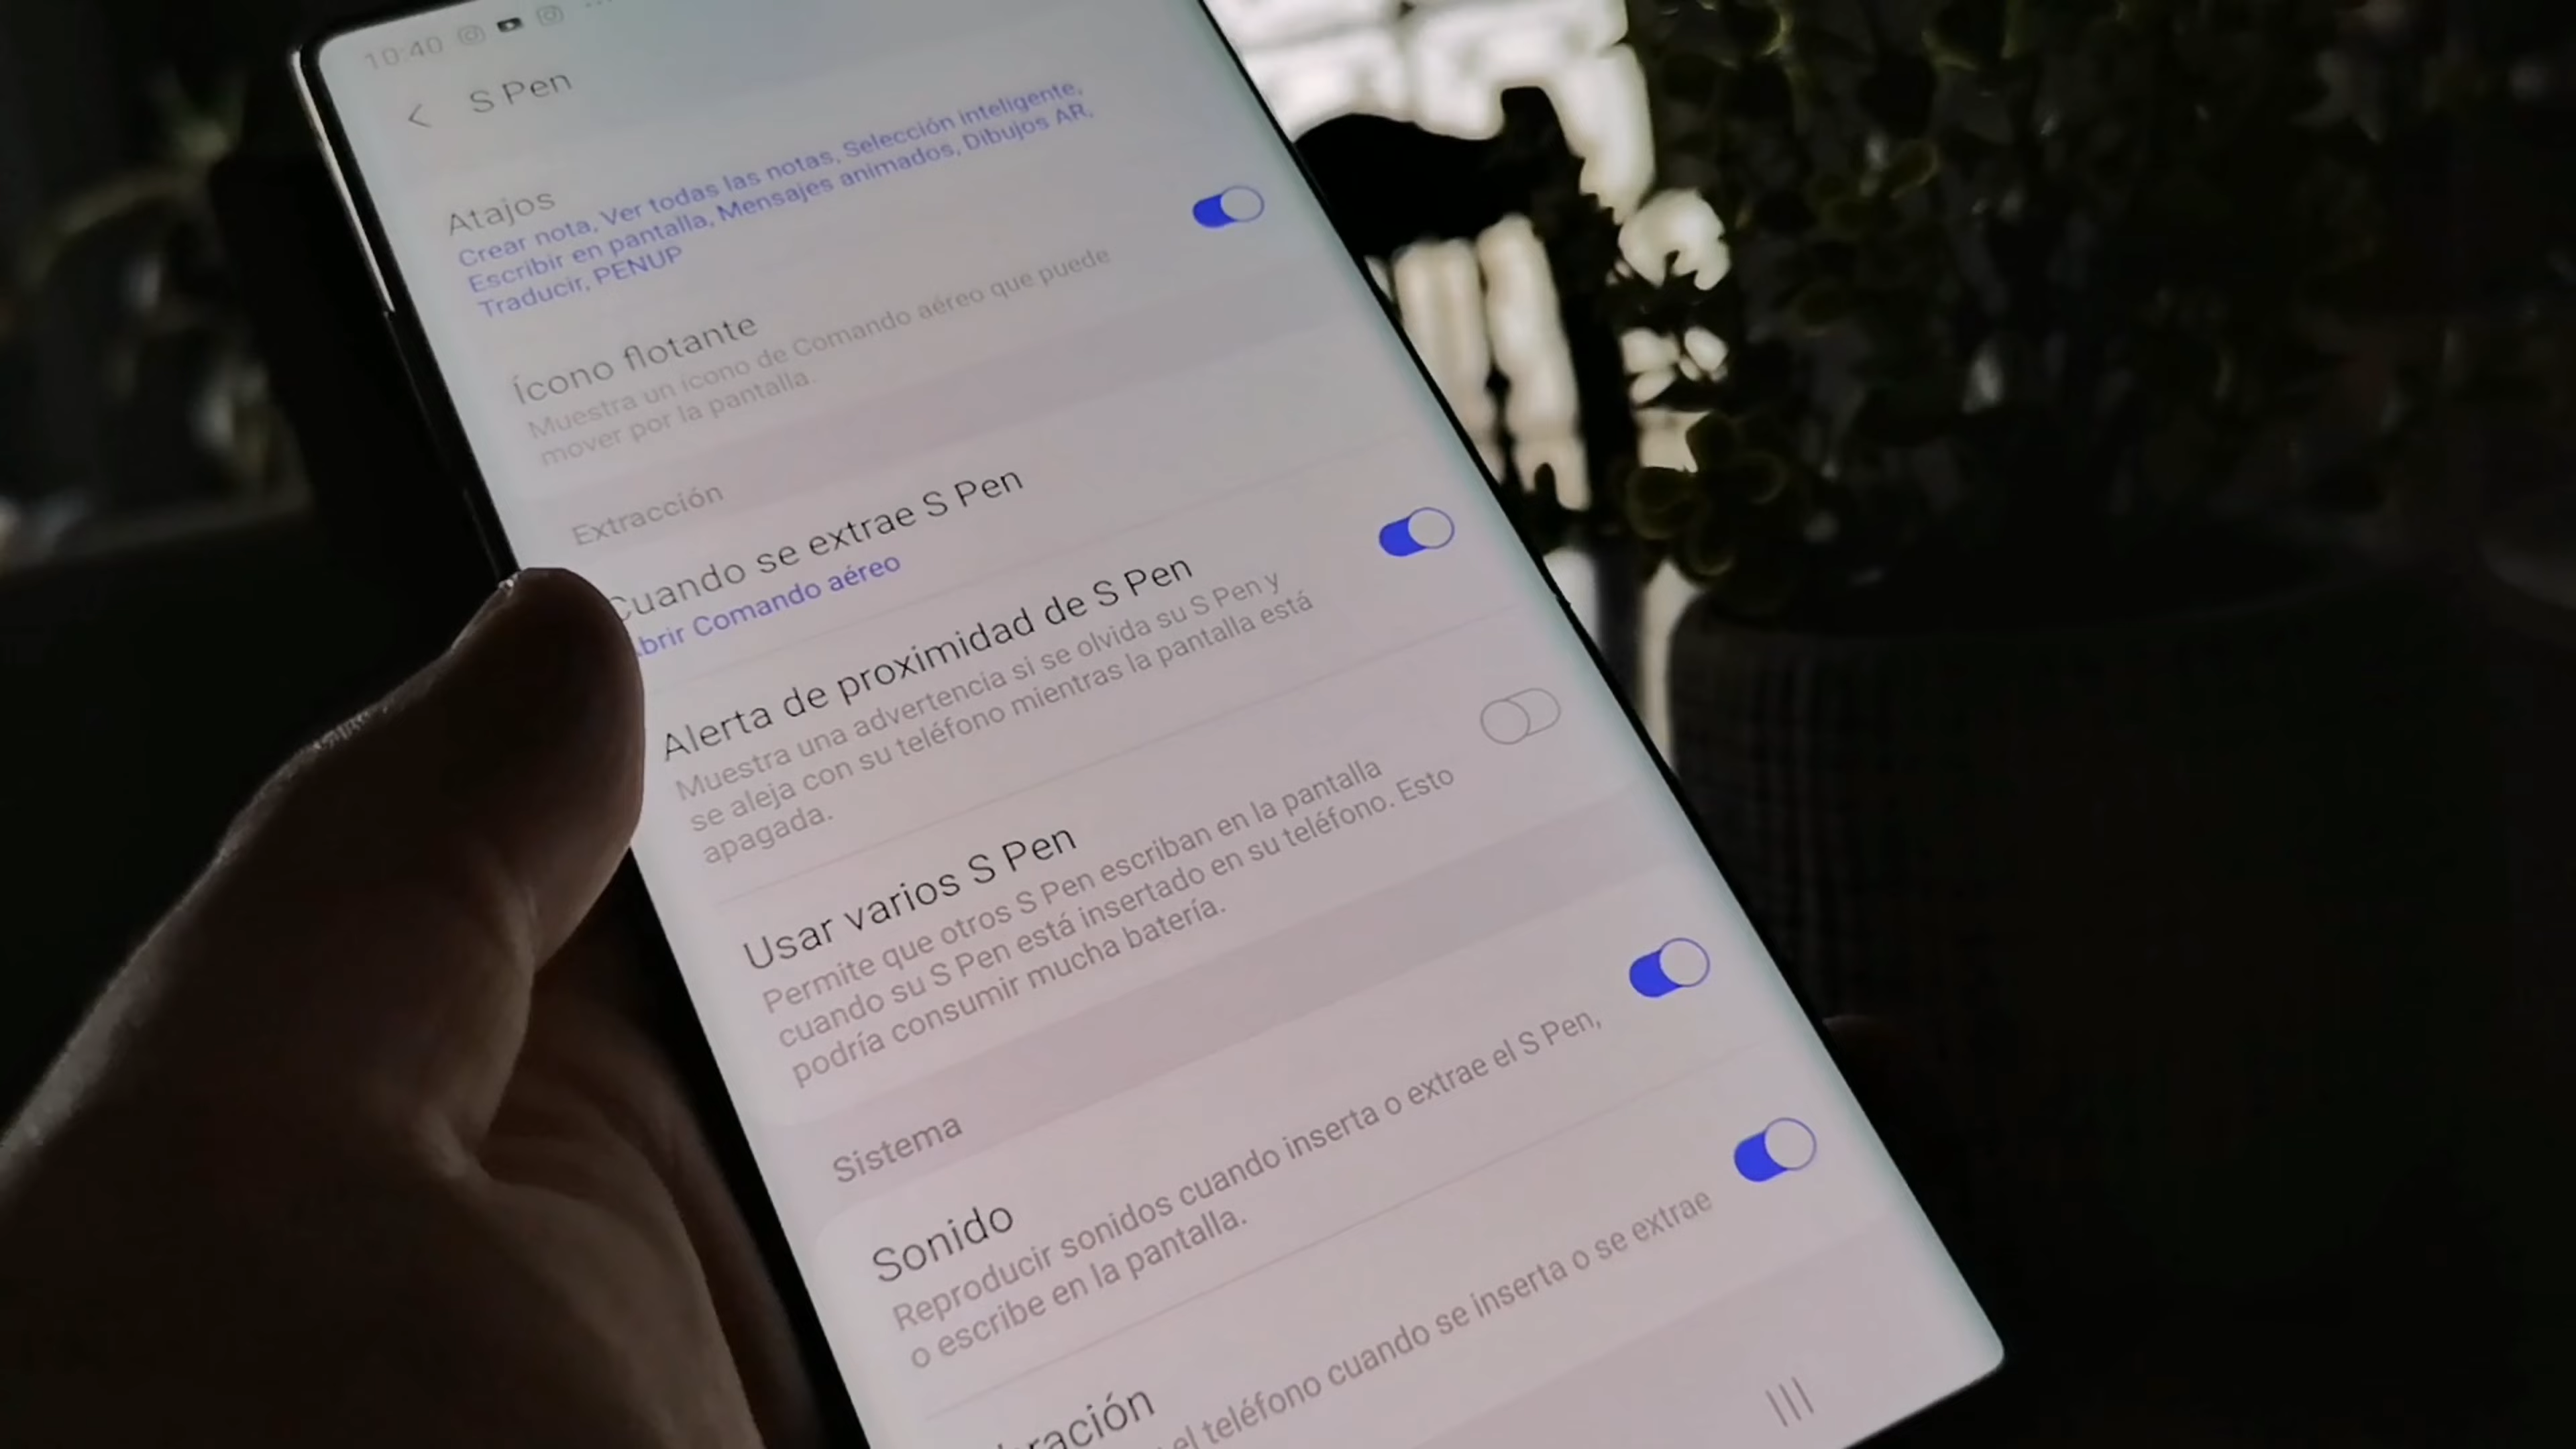 10:40
S Pen
Atajos
Crear nota, Ver todas las notas, Selección inteligente,
Escribir en pantalla, Mensajes animados, Dibujos AR,
Traducir, PENUP
Ícono flotante
Muestra un ícono de Comando aéreo que puede
mover por la pantalla.
Extracción
Cuando se extrae S Pen
brir Comando aéreo
Alerta de proximidad de S Pen
Muestra una advertencia si se olvida su S Pen y
se aleja con su teléfono mientras la pantalla está
apagada.
Usar varios S Pen
Permite que otros S Pen escriban en la pantalla
cuando su S Pen está insertado en su teléfono. Esto
podría consumir mucha batería.
Sistema
Sonido
Reproducir sonidos cuando inserta o extrae el S Pen,
o escribe en la pantalla.
ración
el teléfono cuando se inserta o se extrae